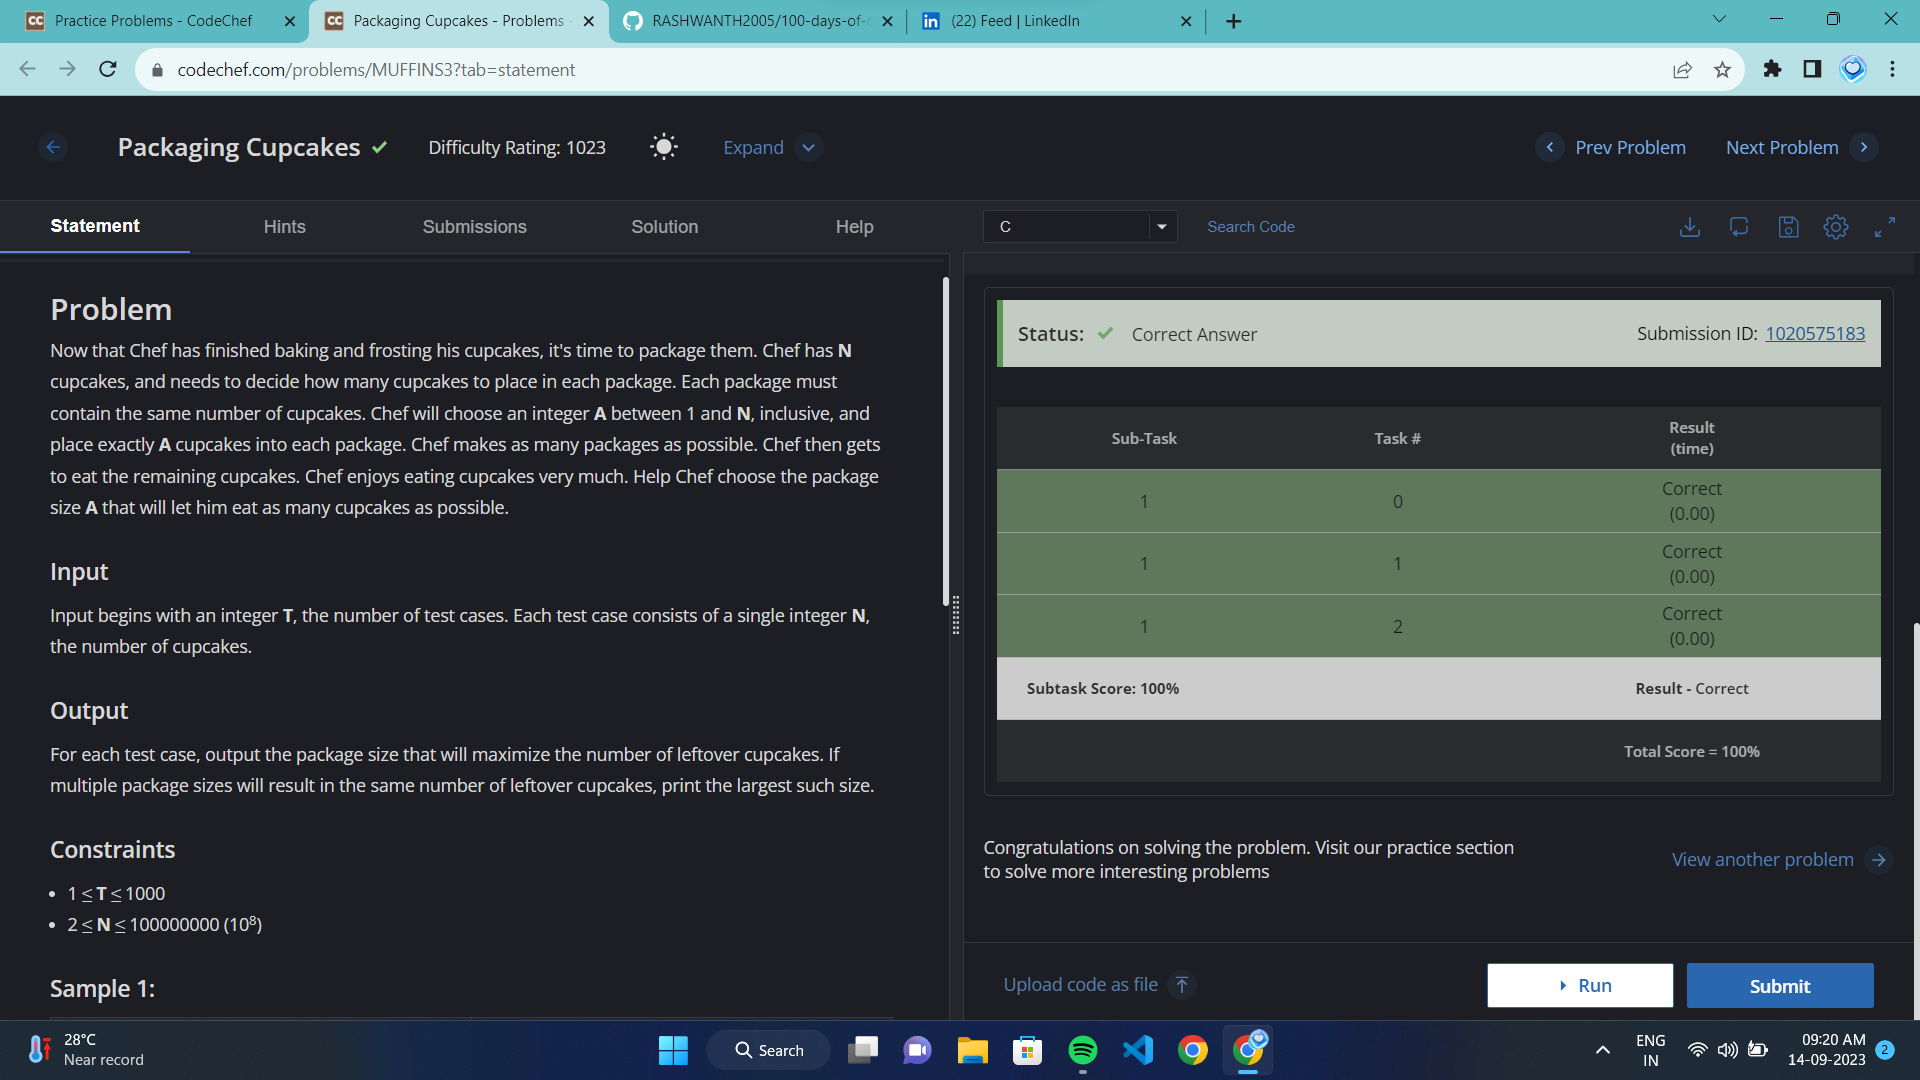 Practice Problems - CodeChef
Packaging Cupcakes - Problems
RASHWANTH2005/100-days-of-c
(22) Feed | LinkedIn
codechef.com/problems/MUFFINS3?tab=statement
Packaging Cupcakes
Difficulty Rating: 1023
Expand
Prev Problem
Next Problem
Statement
Hints
Submissions
Solution
Help
C
Search Code
Problem
Now that Chef has finished baking and frosting his cupcakes, it's time to package them. Chef has N
cupcakes, and needs to decide how many cupcakes to place in each package. Each package must
contain the same number of cupcakes. Chef will choose an integer A between 1 and N, inclusive, and
place exactly A cupcakes into each package. Chef makes as many packages as possible. Chef then gets
to eat the remaining cupcakes. Chef enjoys eating cupcakes very much. Help Chef choose the package
size A that will let him eat as many cupcakes as possible.
Input
Input begins with an integer T, the number of test cases. Each test case consists of a single integer N,
the number of cupcakes.
Output
For each test case, output the package size that will maximize the number of leftover cupcakes. If
multiple package sizes will result in the same number of leftover cupcakes, print the largest such size.
Constraints
• 1 ≤ T ≤ 1000
• 2 ≤ N ≤ 100000000 (10⁸)
Sample 1:
Status: Correct Answer
Submission ID: 1020575183
Sub-Task Task # Result
(time)
1 0 Correct
(0.00)
1 1 Correct
(0.00)
1 2 Correct
(0.00)
Subtask Score: 100% Result - Correct
Total Score = 100%
Congratulations on solving the problem. Visit our practice section
to solve more interesting problems
View another problem
Upload code as file
Run
Submit
28°C
Near record
Search
ENG
IN
09:20 AM
14-09-2023
2